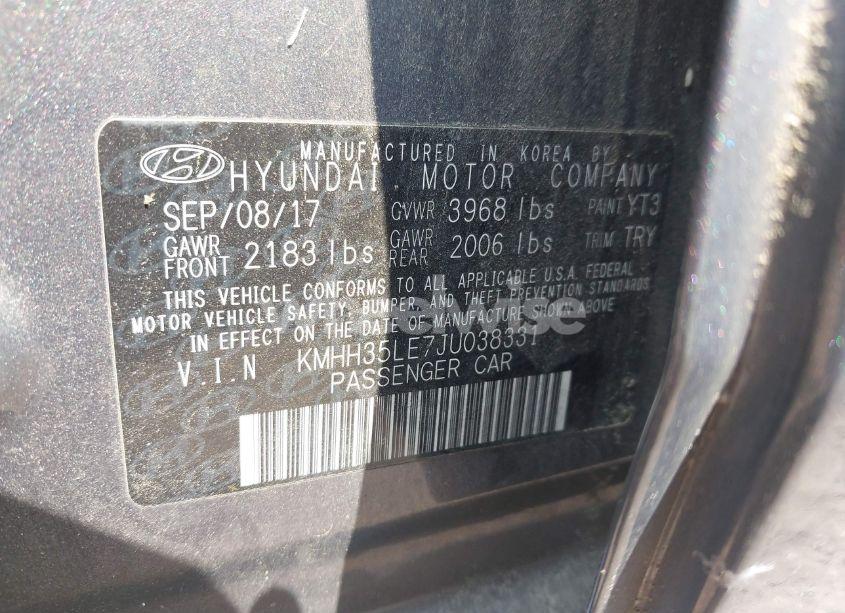 MANUFACTURED IN KOREA BY
HYUNDAI MOTOR COMPANY
SEP/08/17 GVWR 3968 lbs PAINT YT3
GAWR FRONT 2183 lbs GAWR REAR 2006 lbs TRIM TRY
THIS VEHICLE CONFORMS TO ALL APPLICABLE U.S.A. FEDERAL
MOTOR VEHICLE SAFETY, BUMPER, AND THEFT PREVENTION STANDARDS
IN EFFECT ON THE DATE OF MANUFACTURE SHOWN ABOVE
V.I.N KMHH35LE7JU038331
PASSENGER CAR